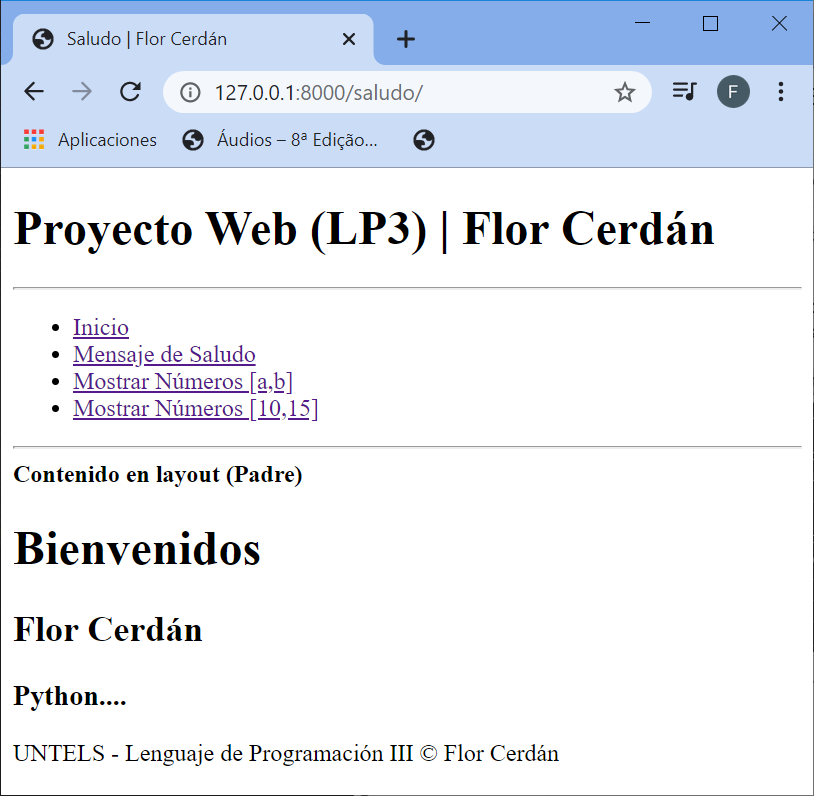 Saludo | Flor Cerdán
127.0.0.1:8000/saludo/
F
Aplicaciones
Áudios – 8ª Edição...
Proyecto Web (LP3) | Flor Cerdán
Inicio
Mensaje de Saludo
Mostrar Números [a,b]
Mostrar Números [10,15]
Contenido en layout (Padre)
Bienvenidos
Flor Cerdán
Python....
UNTELS - Lenguaje de Programación III © Flor Cerdán